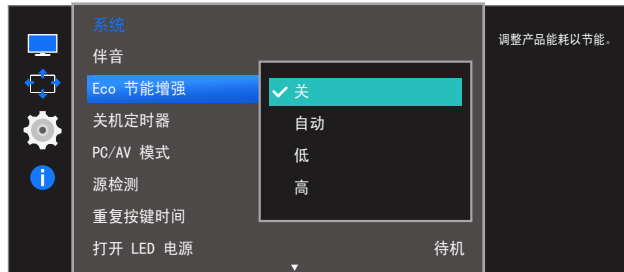 系统
调整产品能耗以节能。
伴音
Eco 节能增强
✓ 关
关机定时器
自动
PC/AV 模式
低
源检测
高
重复按键时间
打开 LED 电源
待机